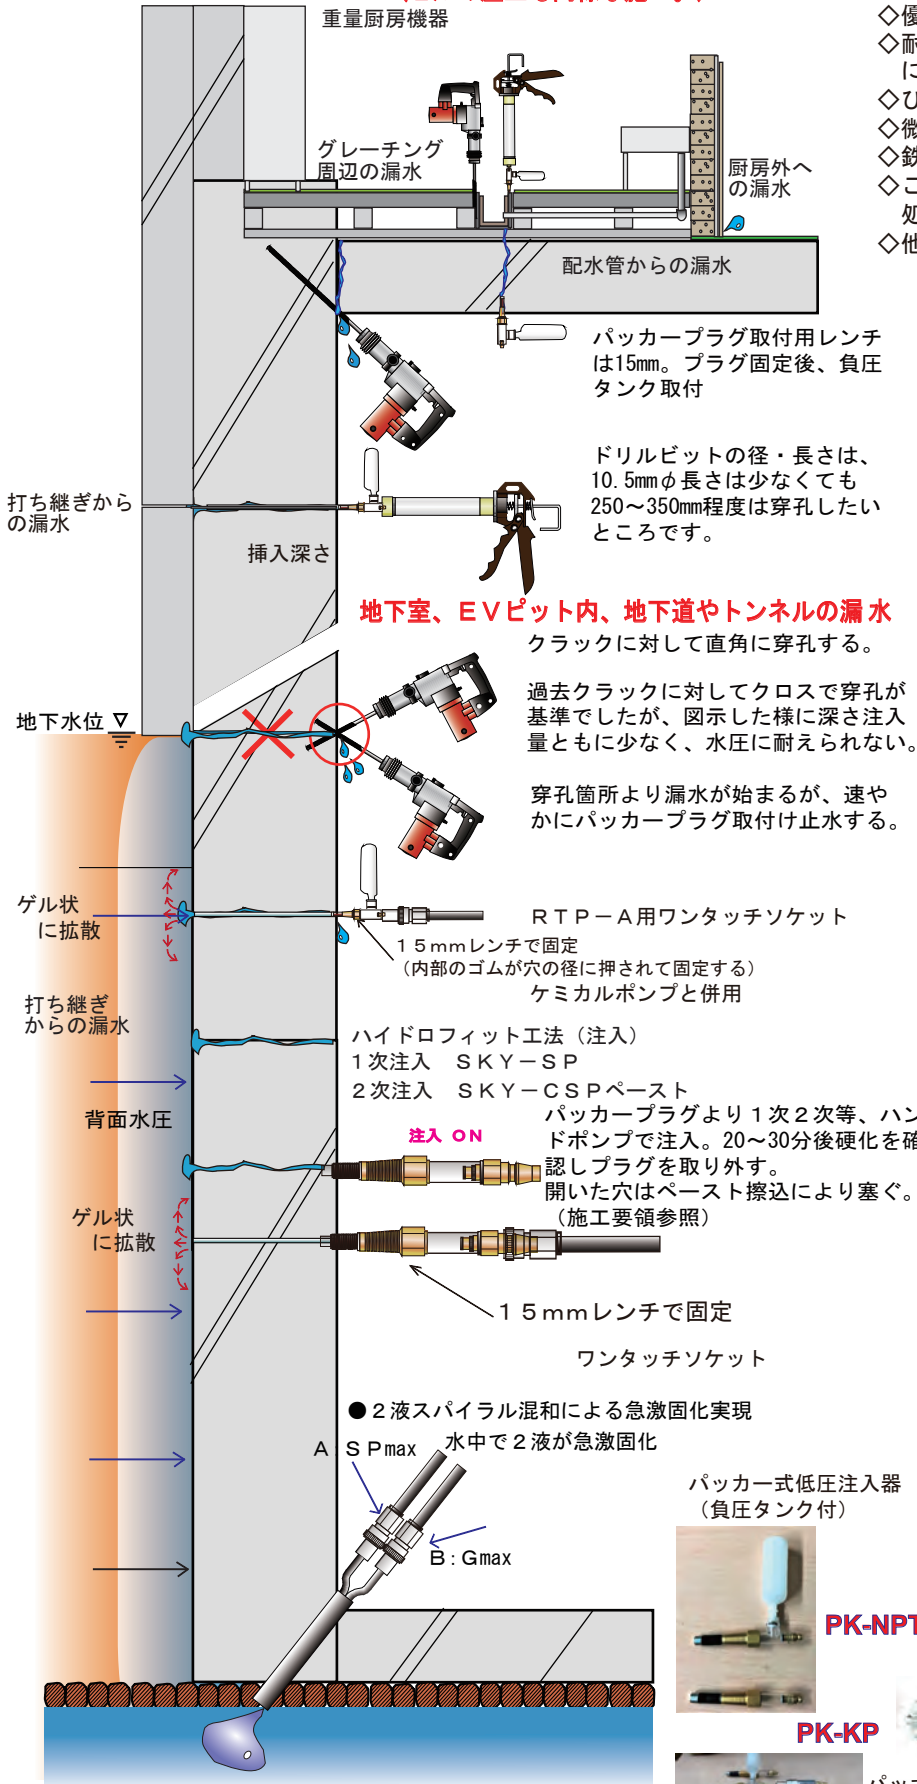 重量厨房機器
◇優
◇耐
に
◇ひ
◇微
◇鉄
◇こ
処
◇他
グレーチング
周辺の漏水
厨房外へ
の漏水
配水管からの漏水
パッカープラグ取付用レンチ
は15mm。プラグ固定後、負圧
タンク取付
ドリルビットの径・長さは、
10.5mmφ長さは少なくても
250〜350mm程度は穿孔したい
ところです。
打ち継ぎから
の漏水
挿入深さ
地下室、EVピット内、地下道やトンネルの漏水
クラックに対して直角に穿孔する。
過去クラックに対してクロスで穿孔が
基準でしたが、図示した様に深さ注入
量ともに少なく、水圧に耐えられない。
地下水位 ▽
穿孔箇所より漏水が始まるが、速や
かにパッカープラグ取付け止水する。
ゲル状
に拡散
RTP−A用ワンタッチソケット
15mmレンチで固定
(内部のゴムが穴の径に押されて固定する)
ケミカルポンプと併用
打ち継ぎ
からの漏水
ハイドロフィット工法(注入)
1次注入 SKY−SP
2次注入 SKY−CSPペースト
背面水圧
注入 ON
パッカープラグより1次2次等、ハン
ドポンプで注入。20〜30分後硬化を確
認しプラグを取り外す。
開いた穴はペースト擦込により塞ぐ。
(施工要領参照)
ゲル状
に拡散
15mmレンチで固定
ワンタッチソケット
●2液スパイラル混和による急激固化実現
水中で2液が急激固化
A SPmax
B:Gmax
パッカー式低圧注入器
(負圧タンク付)
PK-NPT
PK-KP